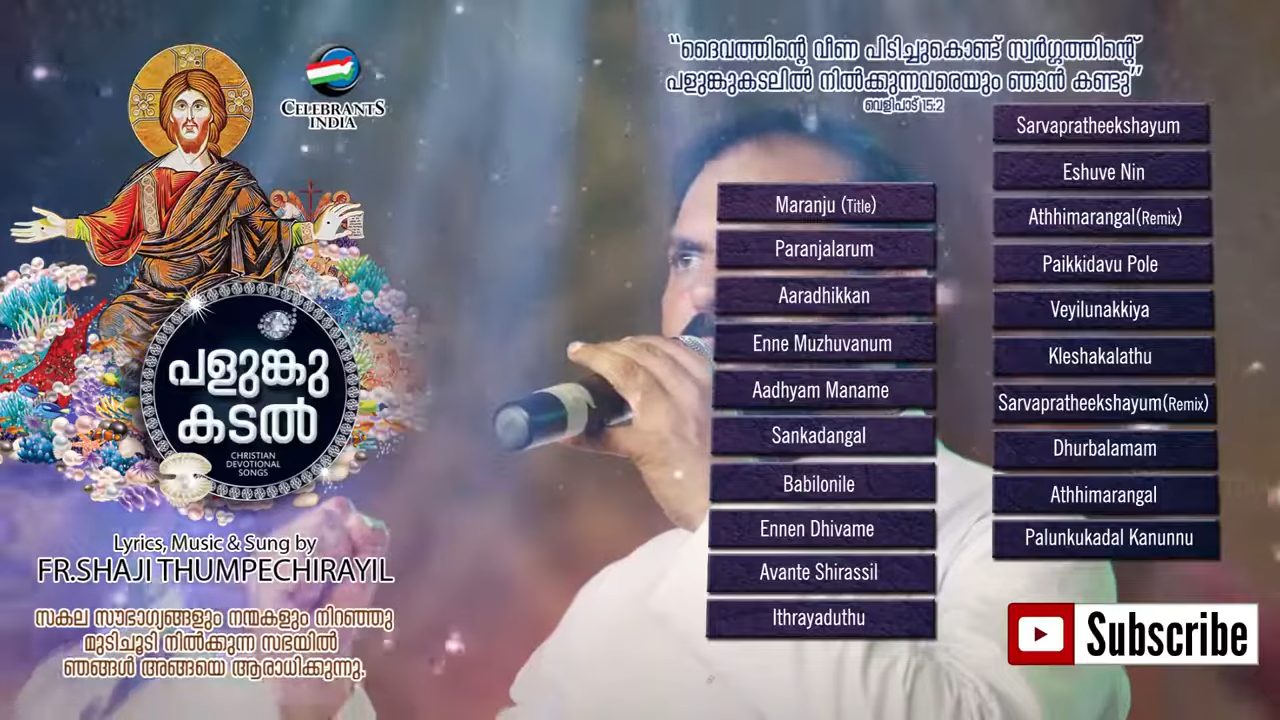 CELEBRANTS
INDIA
പളുങ്കു
കടൽ
CHRISTIAN
DEVOTIONAL
SONGS
Lyrics, Music & Sung by
FR.SHAJI THUMPECHIRAYIL
സകല സൗഭാഗ്യങ്ങളും നന്മകളും നിറഞ്ഞു
മുടിചൂടി നിൽക്കുന്ന സഭയിൽ
ഞങ്ങൾ അങ്ങയെ ആരാധിക്കുന്നു.
“ദൈവത്തിന്റെ വീണ പിടിച്ചുകൊണ്ട് സ്വർഗ്ഗത്തിന്റെ
പളുങ്കുകടലിൽ നിൽക്കുന്നവരെയും ഞാൻ കണ്ടു”
വെളിപാട് 15:2
Maranju (Title)
Paranjalarum
Aaradhikkan
Enne Muzhuvanum
Aadhyam Maname
Sankadangal
Babilonile
Ennen Dhivame
Avante Shirassil
Ithrayaduthu
Sarvapratheekshayum
Eshuve Nin
Athhimarangal(Remix)
Paikkidavu Pole
Veyilunakkiya
Kleshakalathu
Sarvapratheekshayum(Remix)
Dhurbalamam
Athhimarangal
Palunkukadal Kanunnu
Subscribe